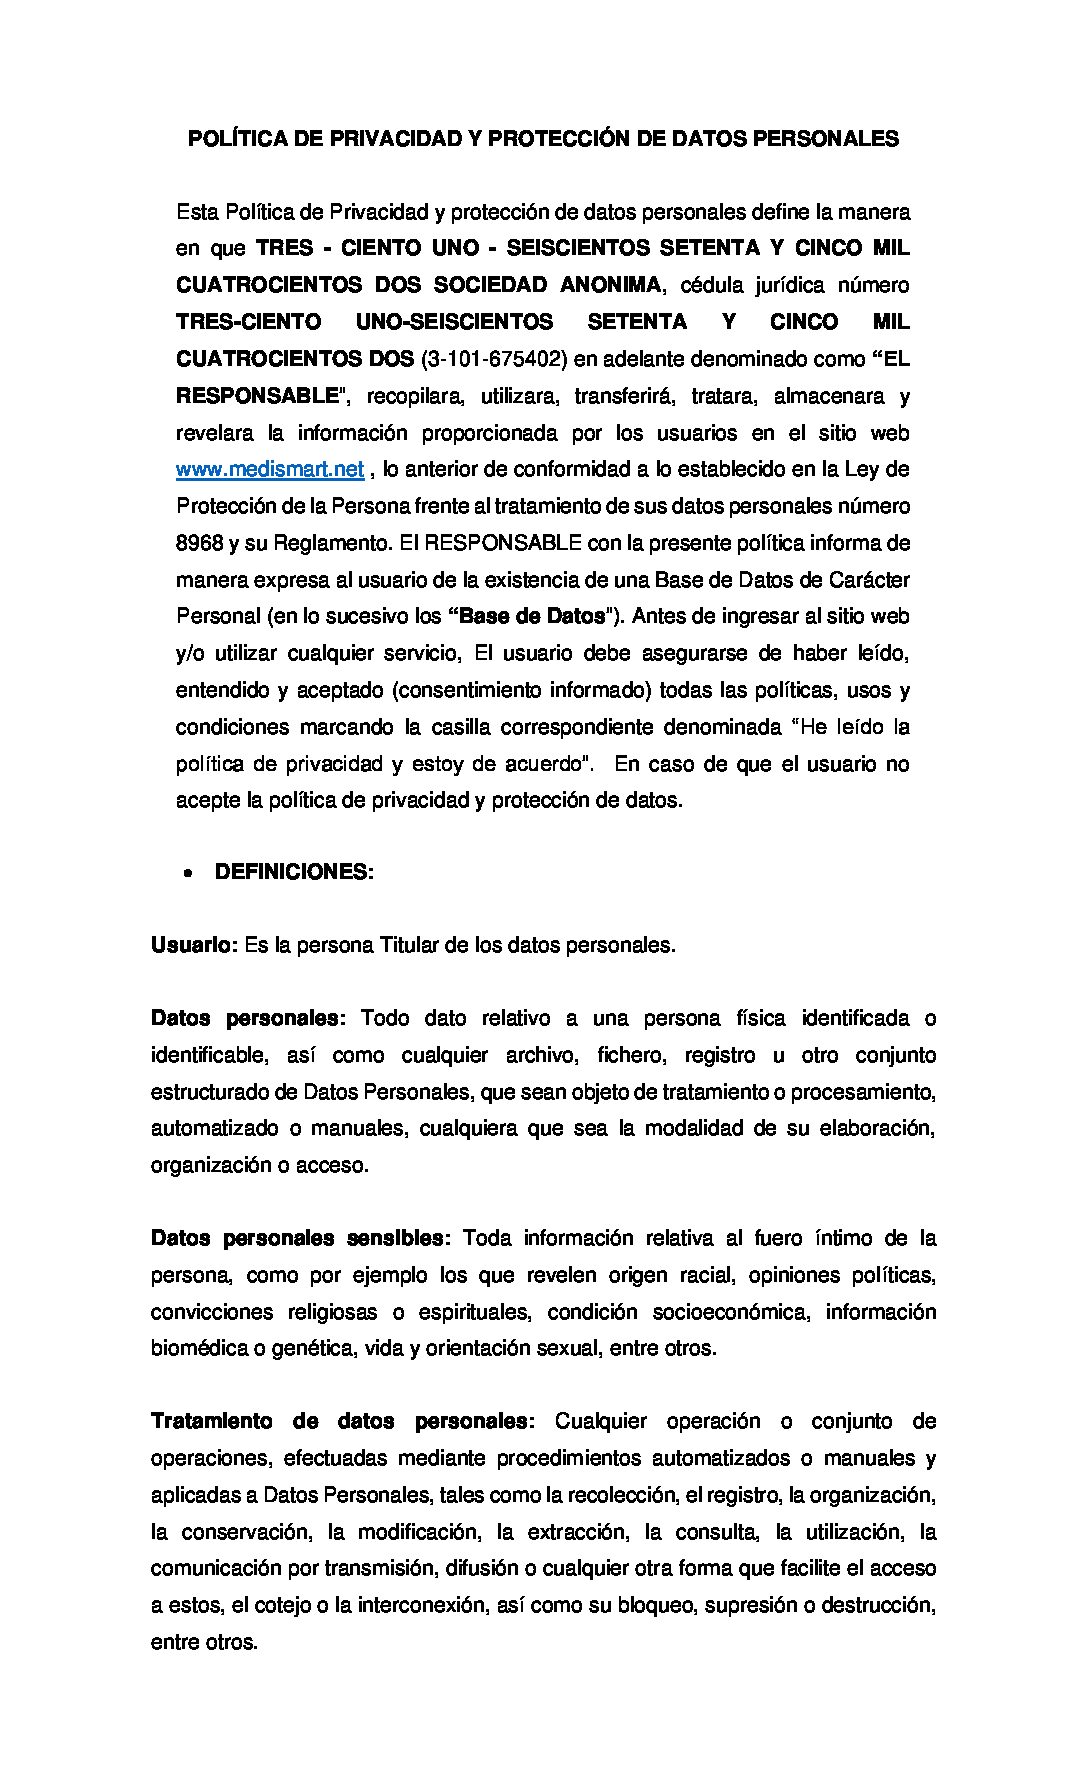 POLÍTICA DE PRIVACIDAD Y PROTECCIÓN DE DATOS PERSONALES
Esta Política de Privacidad y protección de datos personales define la manera
en que TRES - CIENTO UNO - SEISCIENTOS SETENTA Y CINCO MIL
CUATROCIENTOS DOS SOCIEDAD ANONIMA, cédula jurídica número
TRES-CIENTO UNO-SEISCIENTOS SETENTA Y CINCO MIL
CUATROCIENTOS DOS (3-101-675402) en adelante denominado como “EL
RESPONSABLE", recopilara, utilizara, transferirá, tratara, almacenara y
revelara la información proporcionada por los usuarios en el sitio web
www.medismart.net , lo anterior de conformidad a lo establecido en la Ley de
Protección de la Persona frente al tratamiento de sus datos personales número
8968 y su Reglamento. El RESPONSABLE con la presente política informa de
manera expresa al usuario de la existencia de una Base de Datos de Carácter
Personal (en lo sucesivo los “Base de Datos"). Antes de ingresar al sitio web
y/o utilizar cualquier servicio, El usuario debe asegurarse de haber leído,
entendido y aceptado (consentimiento informado) todas las políticas, usos y
condiciones marcando la casilla correspondiente denominada “He leído la
política de privacidad y estoy de acuerdo". En caso de que el usuario no
acepte la política de privacidad y protección de datos.
• DEFINICIONES:
Usuario: Es la persona Titular de los datos personales.
Datos personales: Todo dato relativo a una persona física identificada o
identificable, así como cualquier archivo, fichero, registro u otro conjunto
estructurado de Datos Personales, que sean objeto de tratamiento o procesamiento,
automatizado o manuales, cualquiera que sea la modalidad de su elaboración,
organización o acceso.
Datos personales sensibles: Toda información relativa al fuero íntimo de la
persona, como por ejemplo los que revelen origen racial, opiniones políticas,
convicciones religiosas o espirituales, condición socioeconómica, información
biomédica o genética, vida y orientación sexual, entre otros.
Tratamiento de datos personales: Cualquier operación o conjunto de
operaciones, efectuadas mediante procedimientos automatizados o manuales y
aplicadas a Datos Personales, tales como la recolección, el registro, la organización,
la conservación, la modificación, la extracción, la consulta, la utilización, la
comunicación por transmisión, difusión o cualquier otra forma que facilite el acceso
a estos, el cotejo o la interconexión, así como su bloqueo, supresión o destrucción,
entre otros.